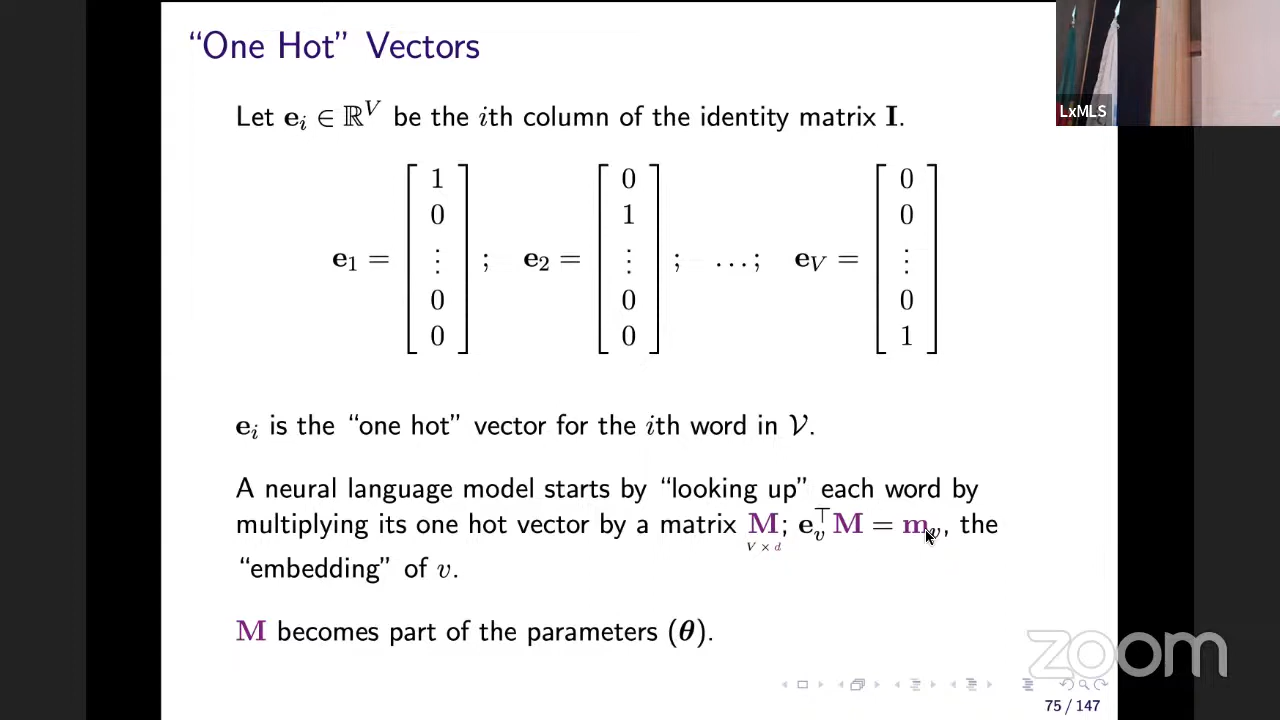 “One Hot” Vectors
LxMLS
Let e_i ∈ ℝ^V be the ith column of the identity matrix I.
e_1 = [1 0 ⋮ 0 0] ; e_2 = [0 1 ⋮ 0 0] ; … ; e_V = [0 0 ⋮ 0 1]
e_i is the “one hot” vector for the ith word in 𝒱.
A neural language model starts by “looking up” each word by
multiplying its one hot vector by a matrix M; e_v^⊤ M = m_v, the
V × d
“embedding” of v.
M becomes part of the parameters (θ).
zoom
75 / 147